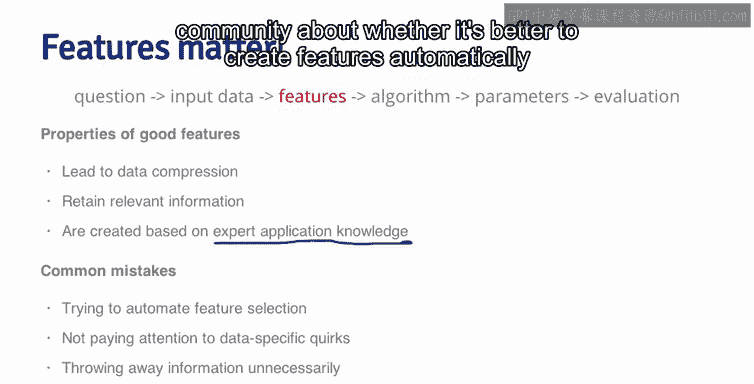 community about whether it's better to
create features automatically
Features matter!
question -> input data -> features -> algorithm -> parameters -> evaluation
Properties of good features
· Lead to data compression
· Retain relevant information
· Are created based on expert application knowledge
Common mistakes
· Trying to automate feature selection
· Not paying attention to data-specific quirks
· Throwing away information unnecessarily